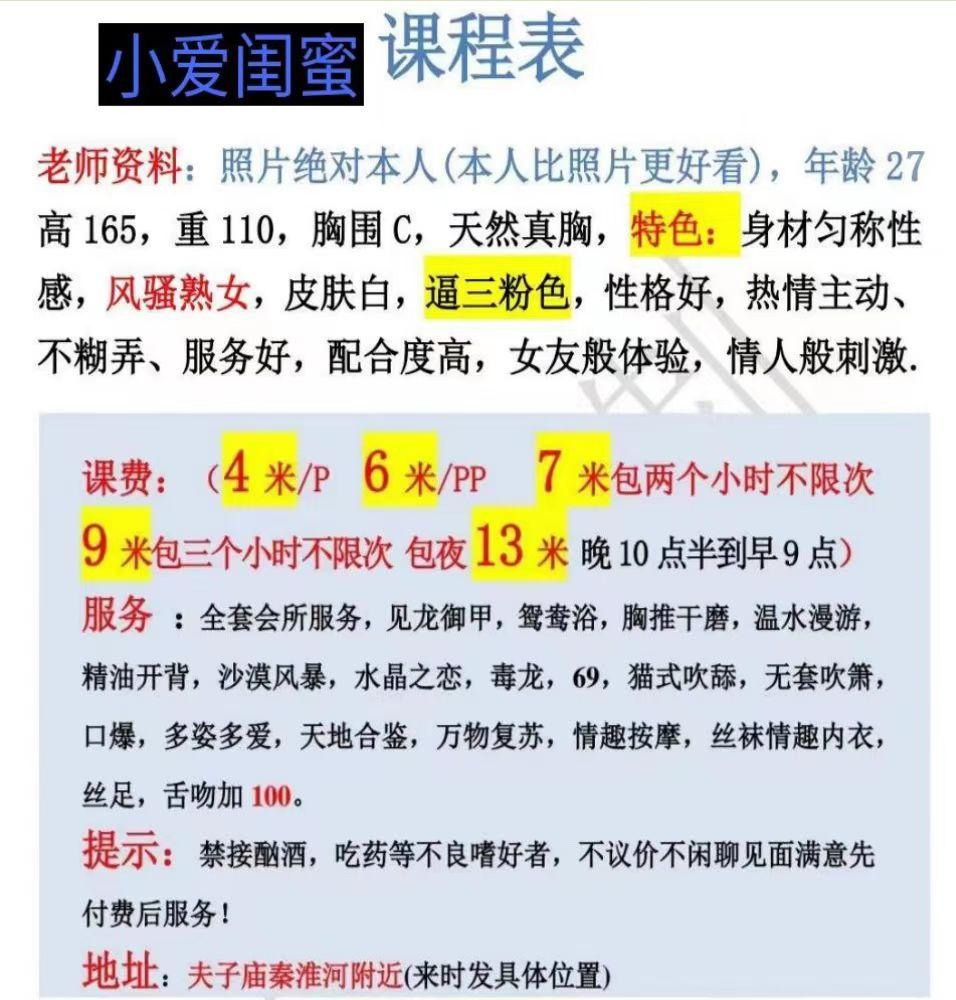 小爱闺蜜 课程表
老师资料：照片绝对本人(本人比照片更好看)，年龄 27
高 165，重 110，胸围 C，天然真胸，特色：身材匀称性
感，风骚熟女，皮肤白，逼三粉色，性格好，热情主动、
不糊弄、服务好，配合度高，女友般体验，情人般刺激.
课费：（4 米/P 6 米/PP 7 米包两个小时不限次
9 米包三个小时不限次 包夜 13 米 晚 10 点半到早 9 点）
服务 ：全套会所服务，见龙御甲，鸳鸯浴，胸推干磨，温水漫游，
精油开背，沙漠风暴，水晶之恋，毒龙，69，猫式吹舔，无套吹箫，
口爆，多姿多爱，天地合鉴，万物复苏，情趣按摩，丝袜情趣内衣，
丝足，舌吻加 100。
提示：禁接酗酒，吃药等不良嗜好者，不议价不闲聊见面满意先
付费后服务！
地址：夫子庙秦淮河附近(来时发具体位置)